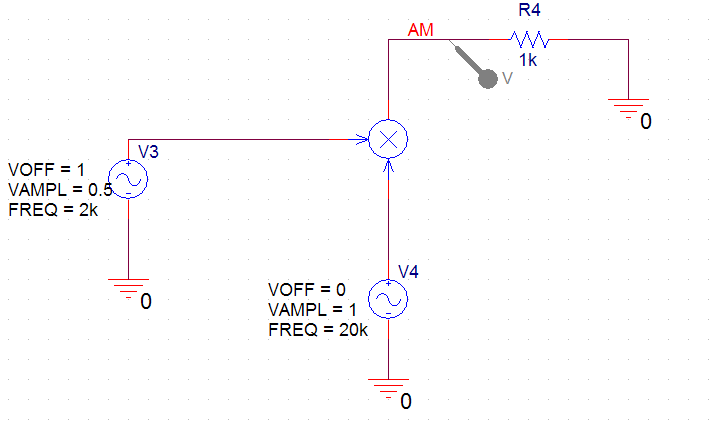 R4
AM
1k
V
0
V3
VOFF = 1
VAMPL = 0.5
FREQ = 2k
0
V4
VOFF = 0
VAMPL = 1
FREQ = 20k
0